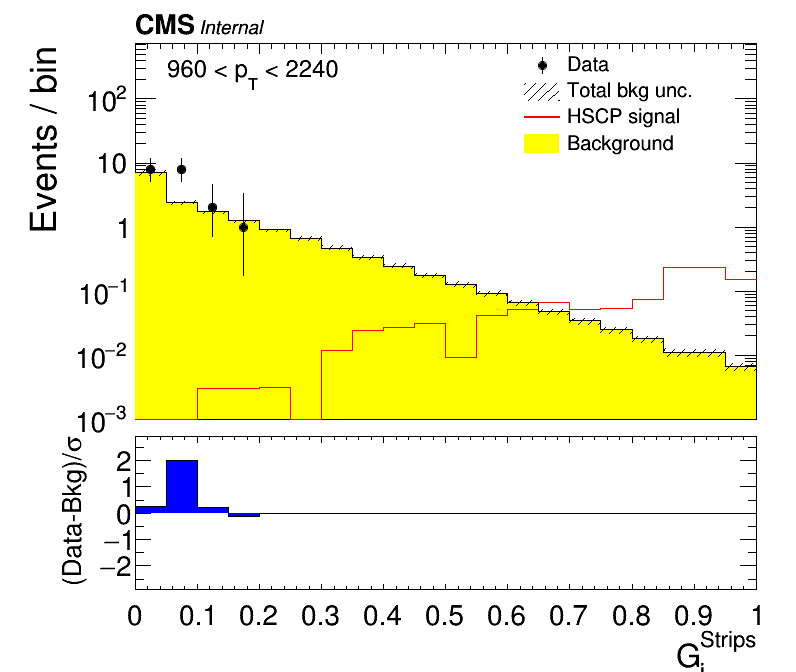 CMS Internal
Events / bin
960 < p_T < 2240
Data
Total bkg unc.
HSCP signal
Background
10²
10
1
10⁻¹
10⁻²
10⁻³
(Data-Bkg)/σ
2
1
0
−1
−2
0 0.1 0.2 0.3 0.4 0.5 0.6 0.7 0.8 0.9 1
G_i^Strips